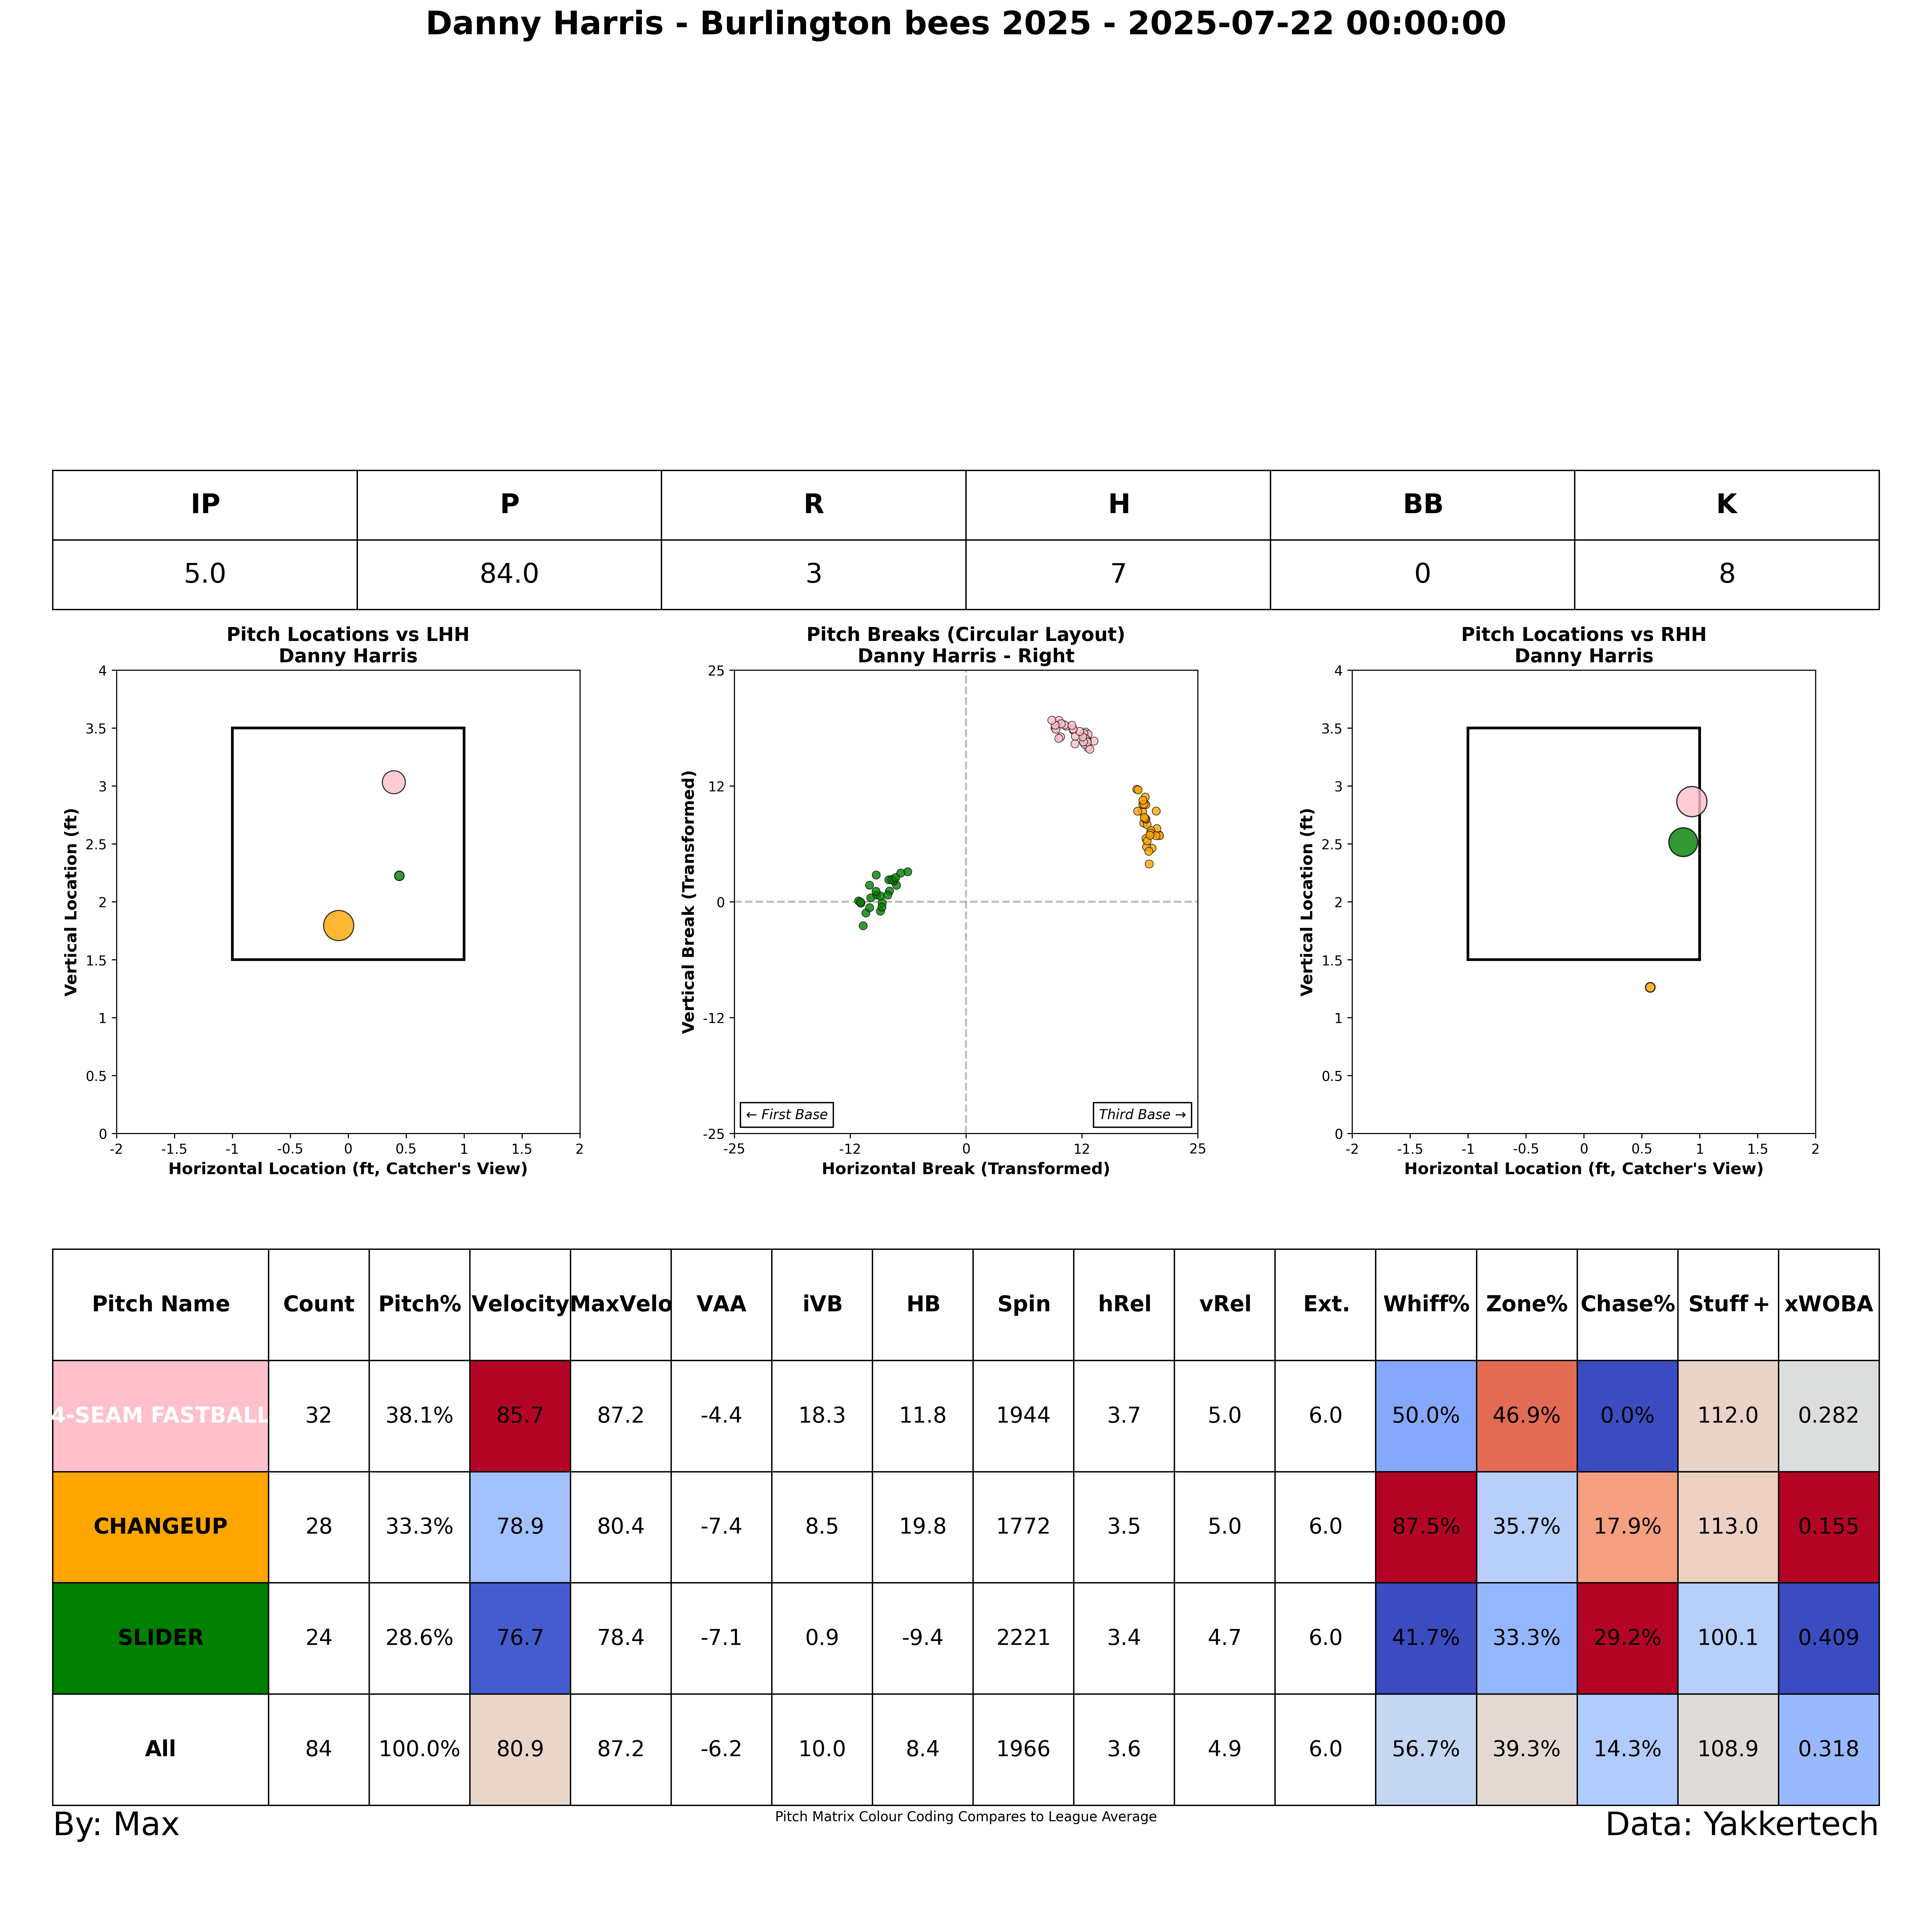 Danny Harris - Burlington bees 2025 - 2025-07-22 00:00:00
IP P R H BB K
5.0 84.0 3 7 0 8
Pitch Locations vs LHH
Danny Harris
4
3.5
3
2.5
2
1.5
1
0.5
0
Vertical Location (ft)
-2 -1.5 -1 -0.5 0 0.5 1 1.5 2
Horizontal Location (ft, Catcher's View)
Pitch Breaks (Circular Layout)
Danny Harris - Right
25
12
0
-12
-25
Vertical Break (Transformed)
← First Base
Third Base →
-25 -12 0 12 25
Horizontal Break (Transformed)
Pitch Locations vs RHH
Danny Harris
4
3.5
3
2.5
2
1.5
1
0.5
0
Vertical Location (ft)
-2 -1.5 -1 -0.5 0 0.5 1 1.5 2
Horizontal Location (ft, Catcher's View)
Pitch Name Count Pitch% Velocity MaxVelo VAA iVB HB Spin hRel vRel Ext. Whiff% Zone% Chase% Stuff+ xWOBA
4-SEAM FASTBALL 32 38.1% 85.7 87.2 -4.4 18.3 11.8 1944 3.7 5.0 6.0 50.0% 46.9% 0.0% 112.0 0.282
CHANGEUP 28 33.3% 78.9 80.4 -7.4 8.5 19.8 1772 3.5 5.0 6.0 87.5% 35.7% 17.9% 113.0 0.155
SLIDER 24 28.6% 76.7 78.4 -7.1 0.9 -9.4 2221 3.4 4.7 6.0 41.7% 33.3% 29.2% 100.1 0.409
All 84 100.0% 80.9 87.2 -6.2 10.0 8.4 1966 3.6 4.9 6.0 56.7% 39.3% 14.3% 108.9 0.318
By: Max
Pitch Matrix Colour Coding Compares to League Average
Data: Yakkertech